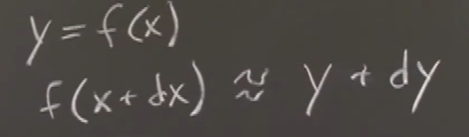 y = f(x)
f(x + dx) ≈ y + dy